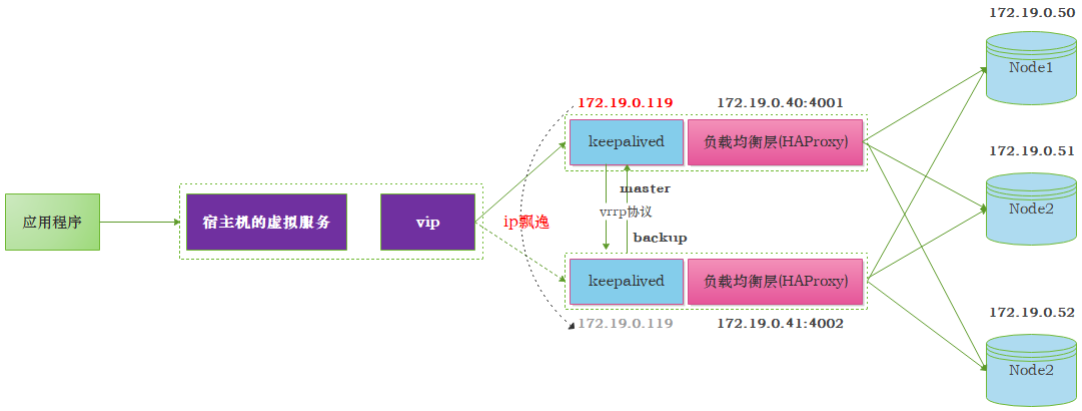 172.19.0.50
Node1
172.19.0.119
172.19.0.40:4001
keepalived
负载均衡层(HAProxy)
172.19.0.51
master
应用程序
宿主机的虚拟服务
vip
ip飘逸
vrrp协议
Node2
backup
keepalived
负载均衡层(HAProxy)
172.19.0.52
172.19.0.119
172.19.0.41:4002
Node2